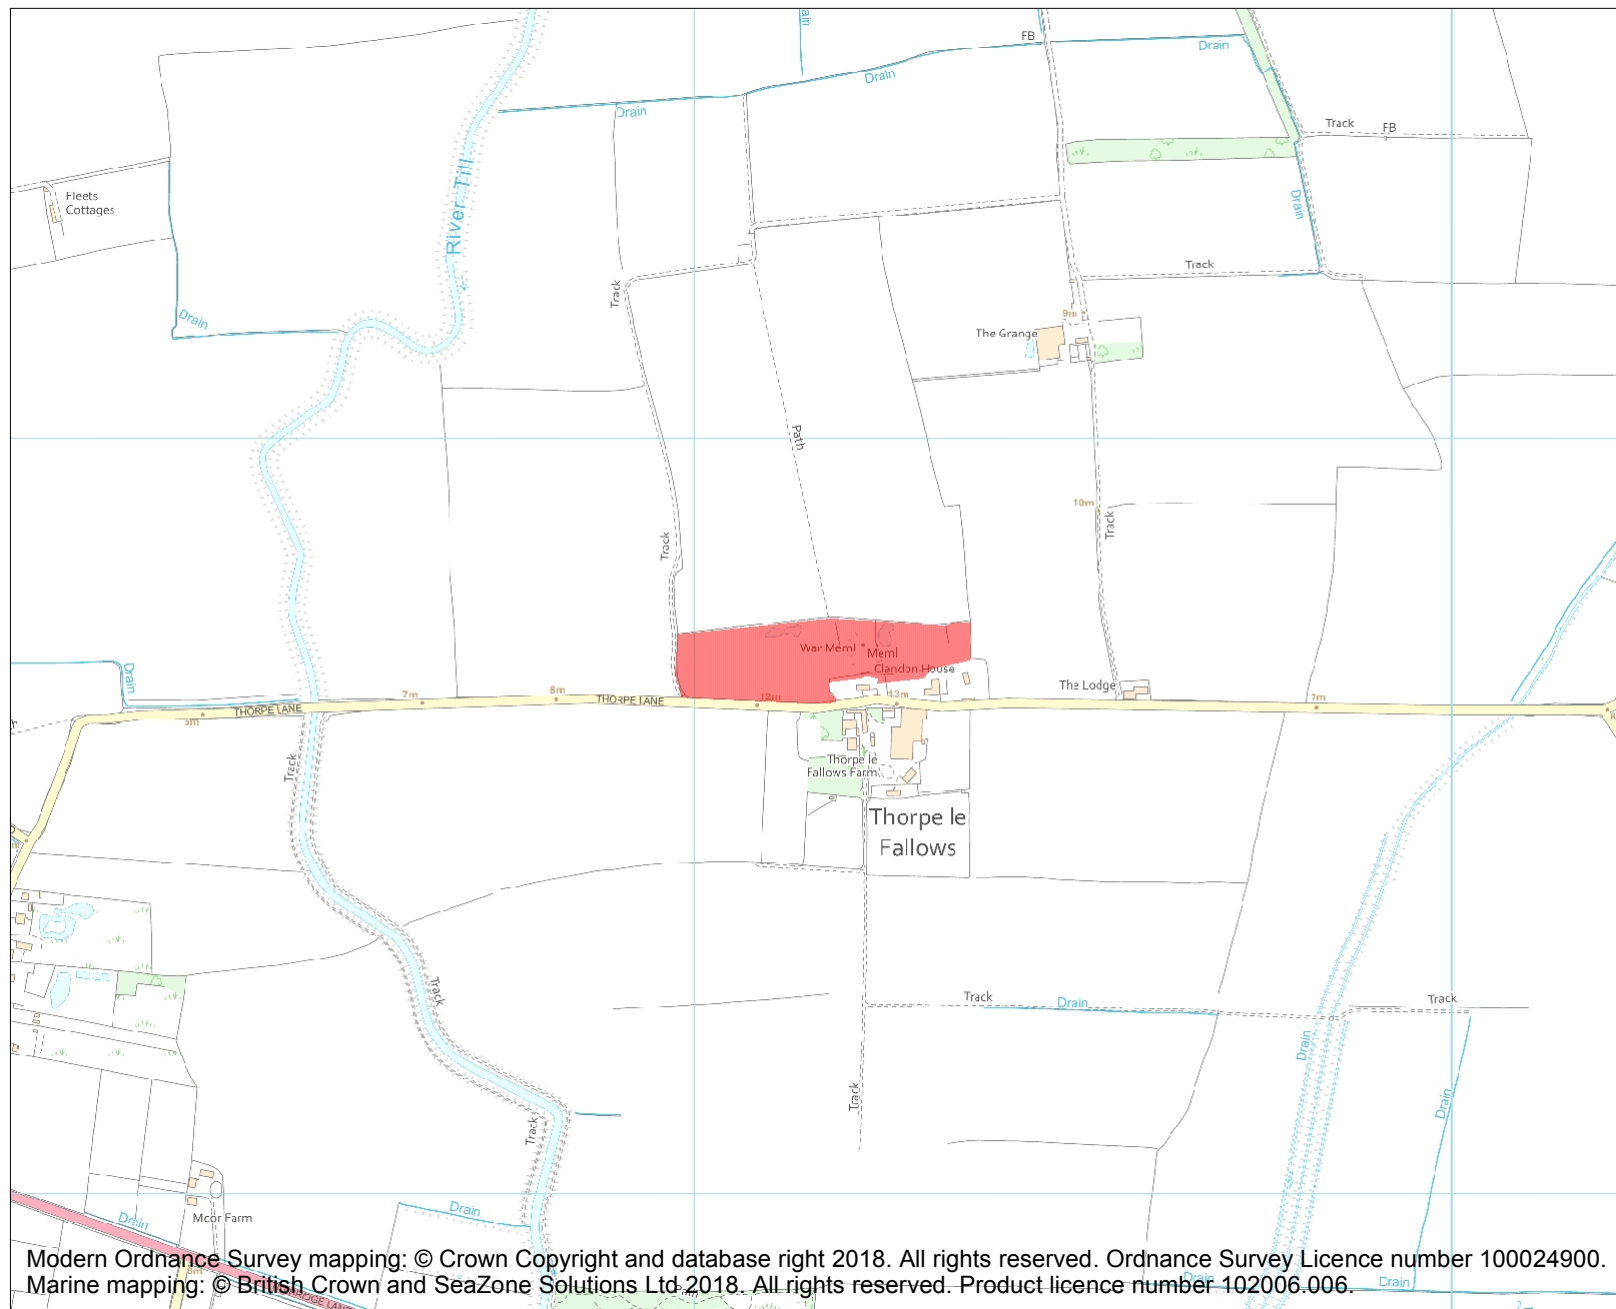 ain
FB
Drain
Drain
Drain
Track
FB
River Till
Fleets
Cottages
Drain
Track
Track
Drain
9m
The Grange
Path
10m
Track
Track
War Meml
Meml
Clandon House
The Lodge
Drain
7m
8m
THORPE LANE
12m
13m
7m
THORPE LANE
Track
Thorpe le
Fallows Farm
Thorpe le
Fallows
Track
Track
Drain
Track
Drain
Track
Drain
Track
Drain
Drain
Moor Farm
Modern Ordnance Survey mapping: © Crown Copyright and database right 2018. All rights reserved. Ordnance Survey Licence number 100024900.
Marine mapping: © British Crown and SeaZone Solutions Ltd 2018. All rights reserved. Product licence number 102006.006.
Drain
Drain